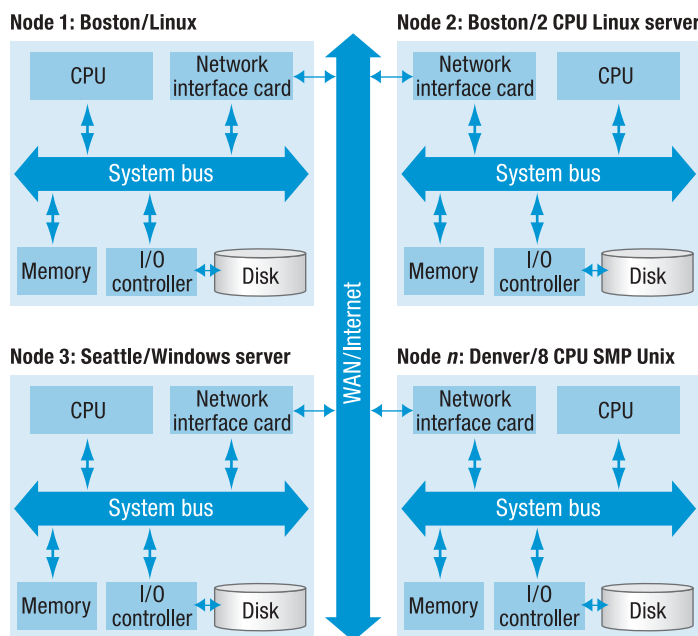 Node 1: Boston/Linux
CPU
Network
interface card
System bus
Memory
I/O
controller
Disk
Node 2: Boston/2 CPU Linux server
Network
interface card
CPU
System bus
Memory
I/O
controller
Disk
WAN/Internet
Node 3: Seattle/Windows server
CPU
Network
interface card
System bus
Memory
I/O
controller
Disk
Node n: Denver/8 CPU SMP Unix
Network
interface card
CPU
System bus
Memory
I/O
controller
Disk